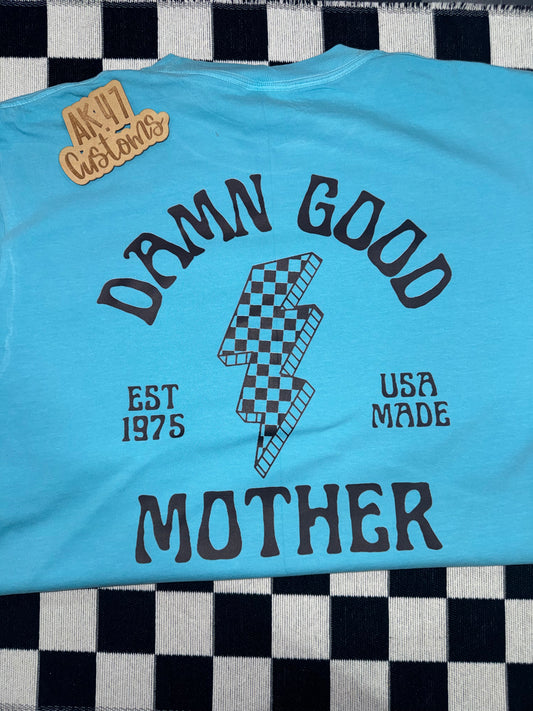 AK47
Customs
DAMN GOOD
EST
1975
USA
MADE
MOTHER